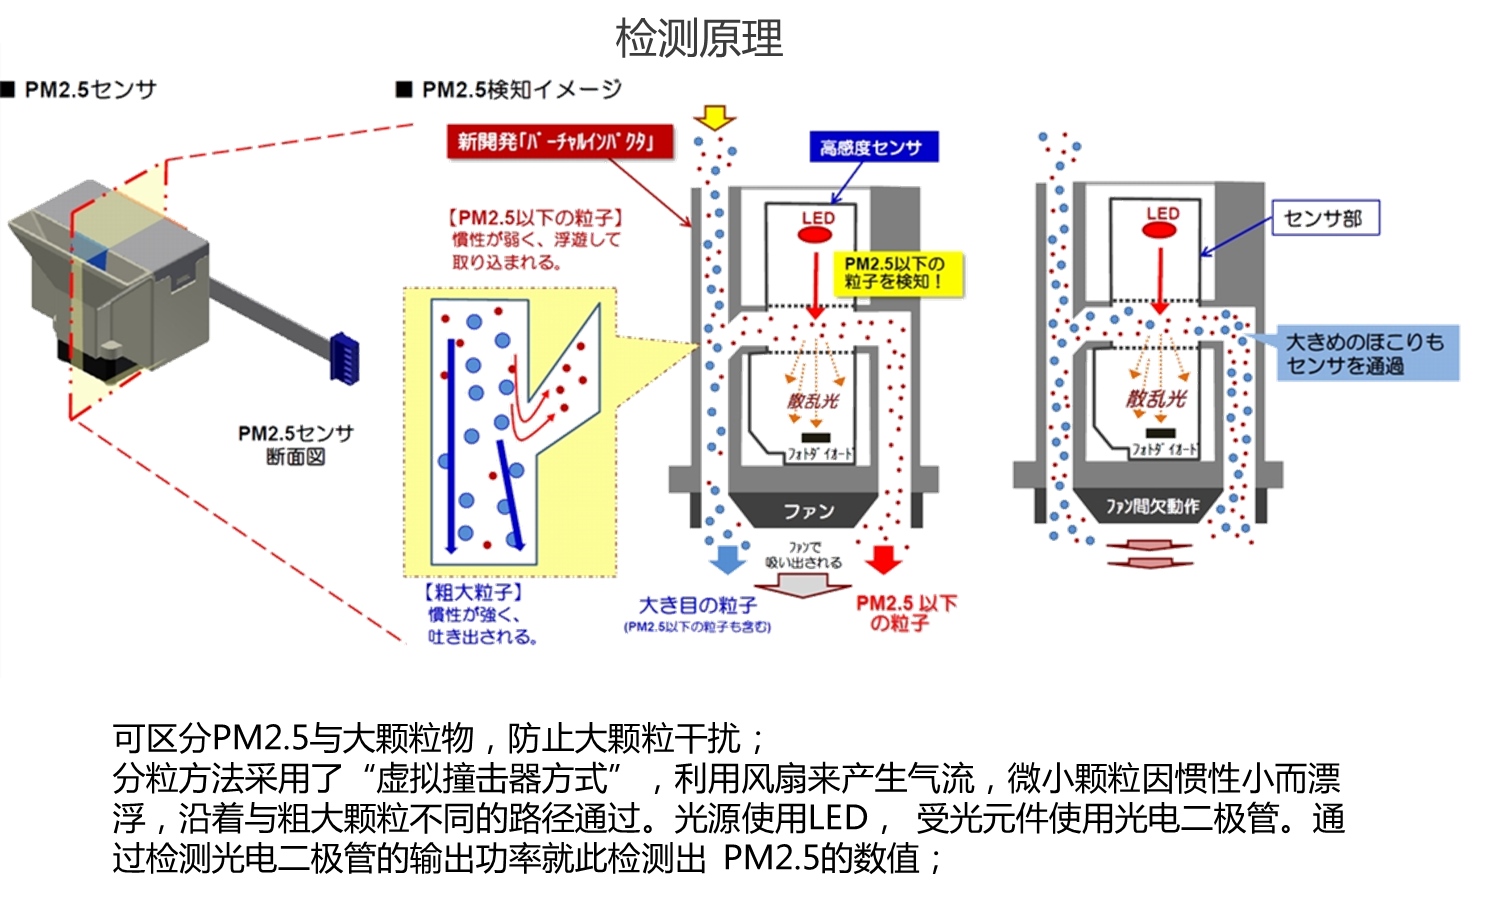 检测原理
■ PM2.5センサ
■ PM2.5検知イメージ
新開発「ﾊﾞｰﾁｬﾙｲﾝﾊﾟｸﾀ」
高感度センサ
【PM2.5以下の粒子】
慣性が弱く、浮遊して
取り込まれる。
LED
PM2.5以下の
粒子を検知！
散乱光
ﾌｫﾄﾀﾞｲｵｰﾄﾞ
ファン
ﾌｧﾝで
吸い出される
大き目の粒子
(PM2.5以下の粒子も含む)
PM2.5 以下
の粒子
【粗大粒子】
慣性が強く、
吐き出される。
PM2.5センサ
断面図
LED
センサ部
大きめのほこりも
センサを通過
散乱光
ﾌｫﾄﾀﾞｲｵｰﾄﾞ
ﾌｧﾝ間欠動作
可区分PM2.5与大颗粒物，防止大颗粒干扰；
分粒方法采用了“虚拟撞击器方式”，利用风扇来产生气流，微小颗粒因惯性小而漂
浮，沿着与粗大颗粒不同的路径通过。光源使用LED， 受光元件使用光电二极管。通
过检测光电二极管的输出功率就此检测出 PM2.5的数值；